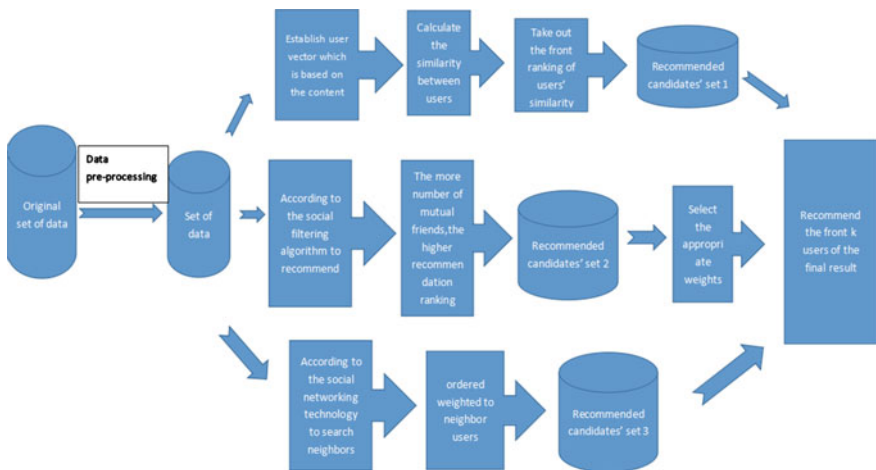 Original
set of data
Data
pre-processing
Set of
data
Establish user
vector which
is based on
the content
Calculate
the
similarity
between
users
Take out
the front
ranking of
users'
similarity
Recommended
candidates' set 1
According to
the social
filtering
algorithm to
recommend
The more
number of
mutual
friends,the
higher
recommen
dation
ranking
Recommended
candidates' set 2
Select
the
appropri
ate
weights
Recommend
the front k
users of the
final result
According to
the social
networking
technology
to search
neighbors
ordered
weighted to
neighbor
users
Recommended
candidates' set 3